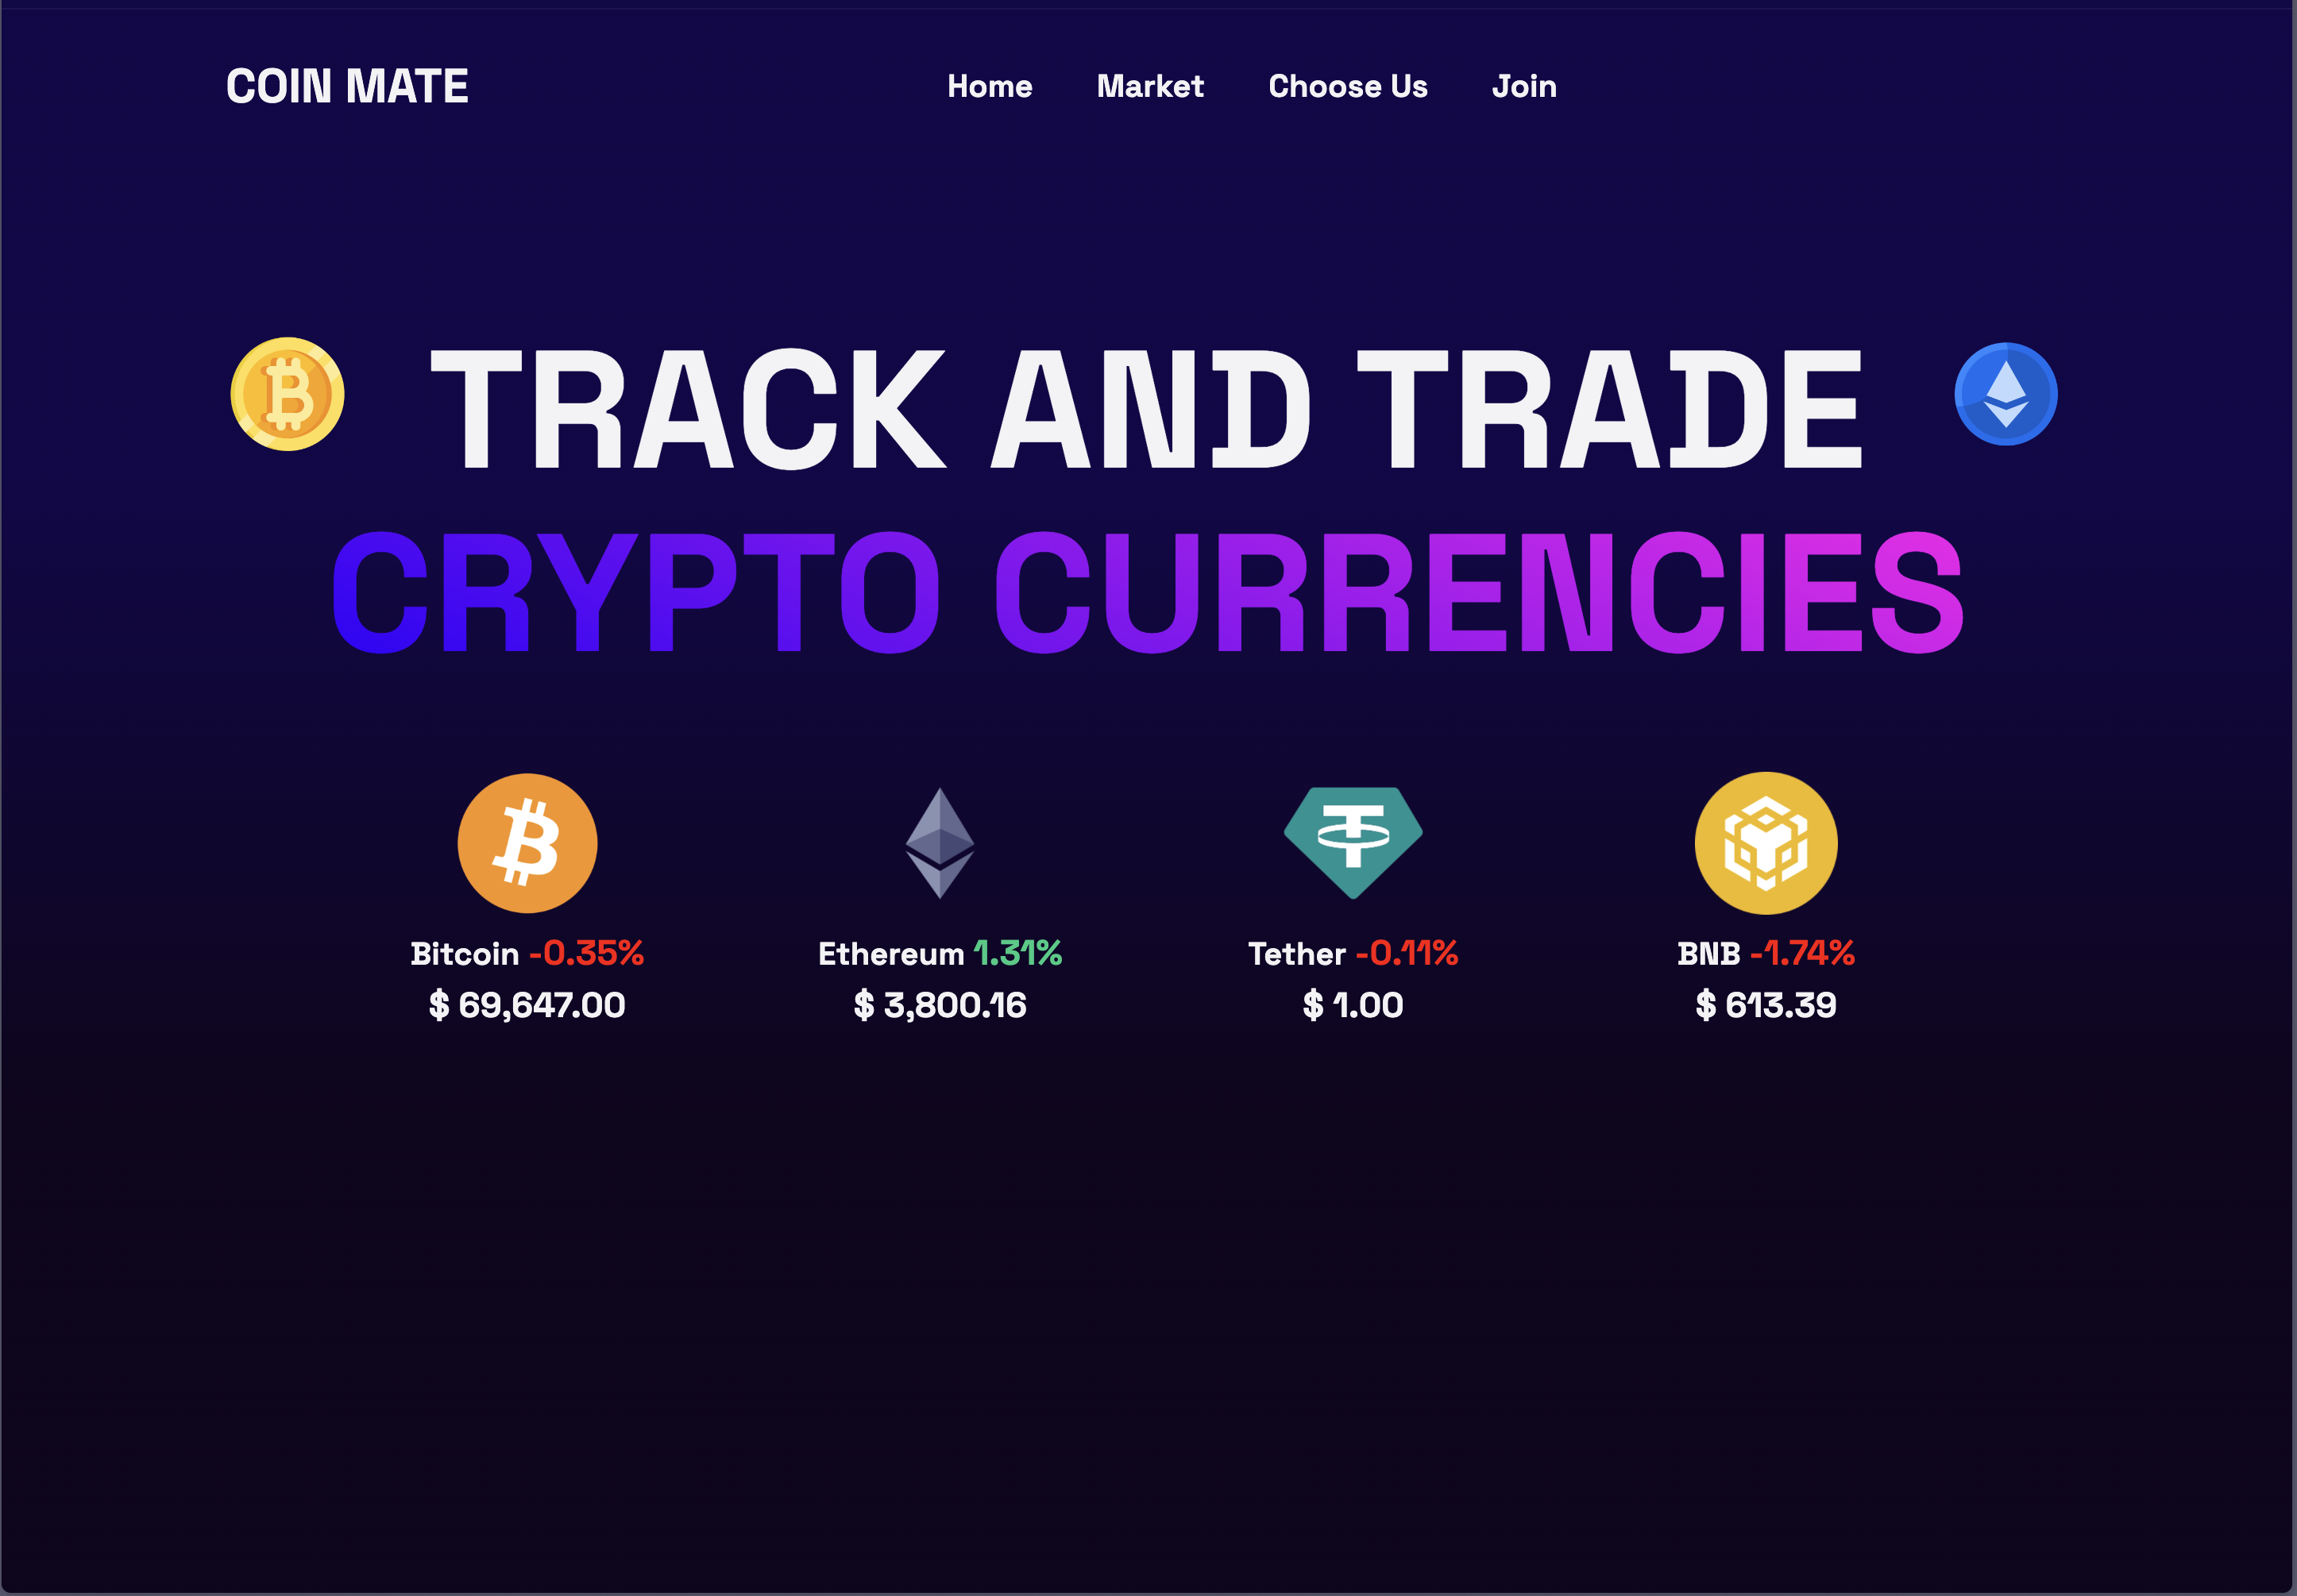 COIN MATE
Home Market Choose Us Join
TRACK AND TRADE
CRYPTO CURRENCIES
Bitcoin -0.35% Ethereum 1.31% Tether -0.11% BNB -1.74%
$ 69,647.00 $ 3,800.16 $ 1.00 $ 613.39